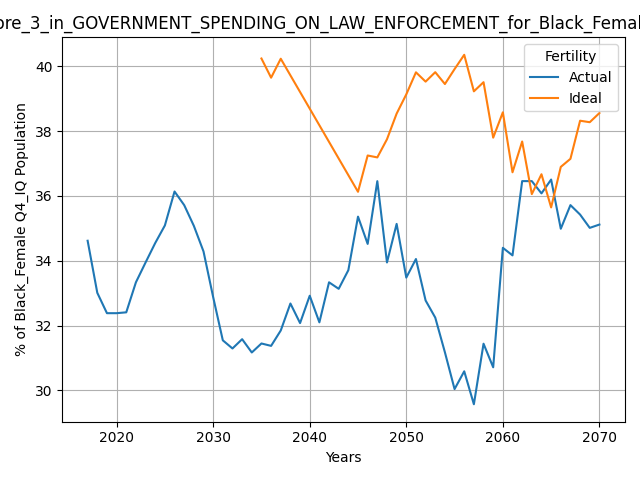 ore_3_in_GOVERNMENT_SPENDING_ON_LAW_ENFORCEMENT_for_Black_Femal
Fertility
Actual
Ideal
% of Black_Female Q4_IQ Population
40
38
36
34
32
30
2020
2030
2040
2050
2060
2070
Years